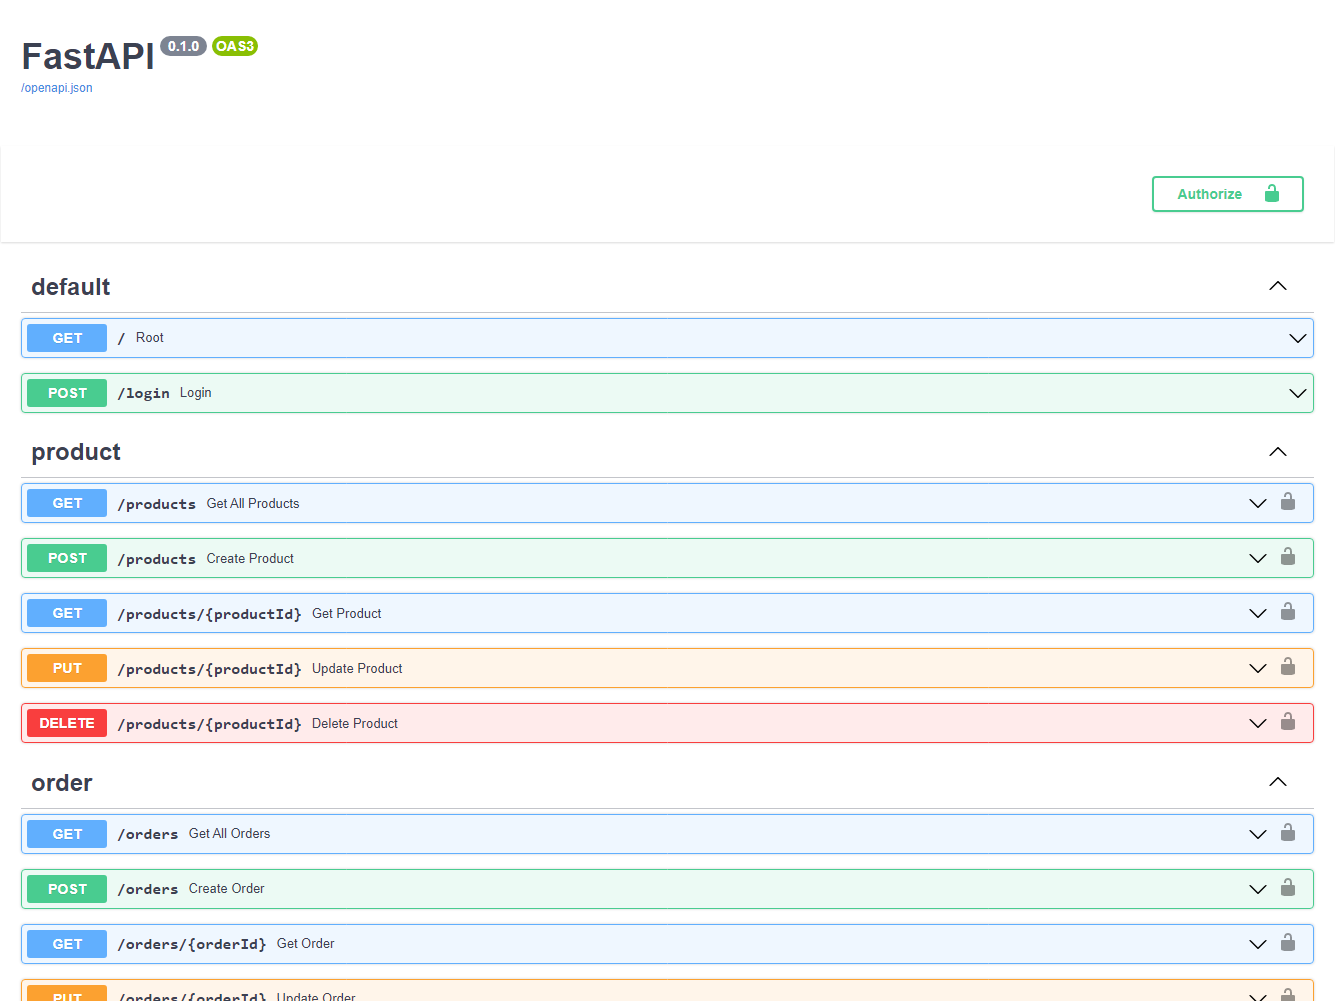 FastAPI 0.1.0 OAS3
/openapi.json
Authorize
default
GET / Root
POST /login Login
product
GET /products Get All Products
POST /products Create Product
GET /products/{productId} Get Product
PUT /products/{productId} Update Product
DELETE /products/{productId} Delete Product
order
GET /orders Get All Orders
POST /orders Create Order
GET /orders/{orderId} Get Order
PUT /orders/{orderId} Update Order